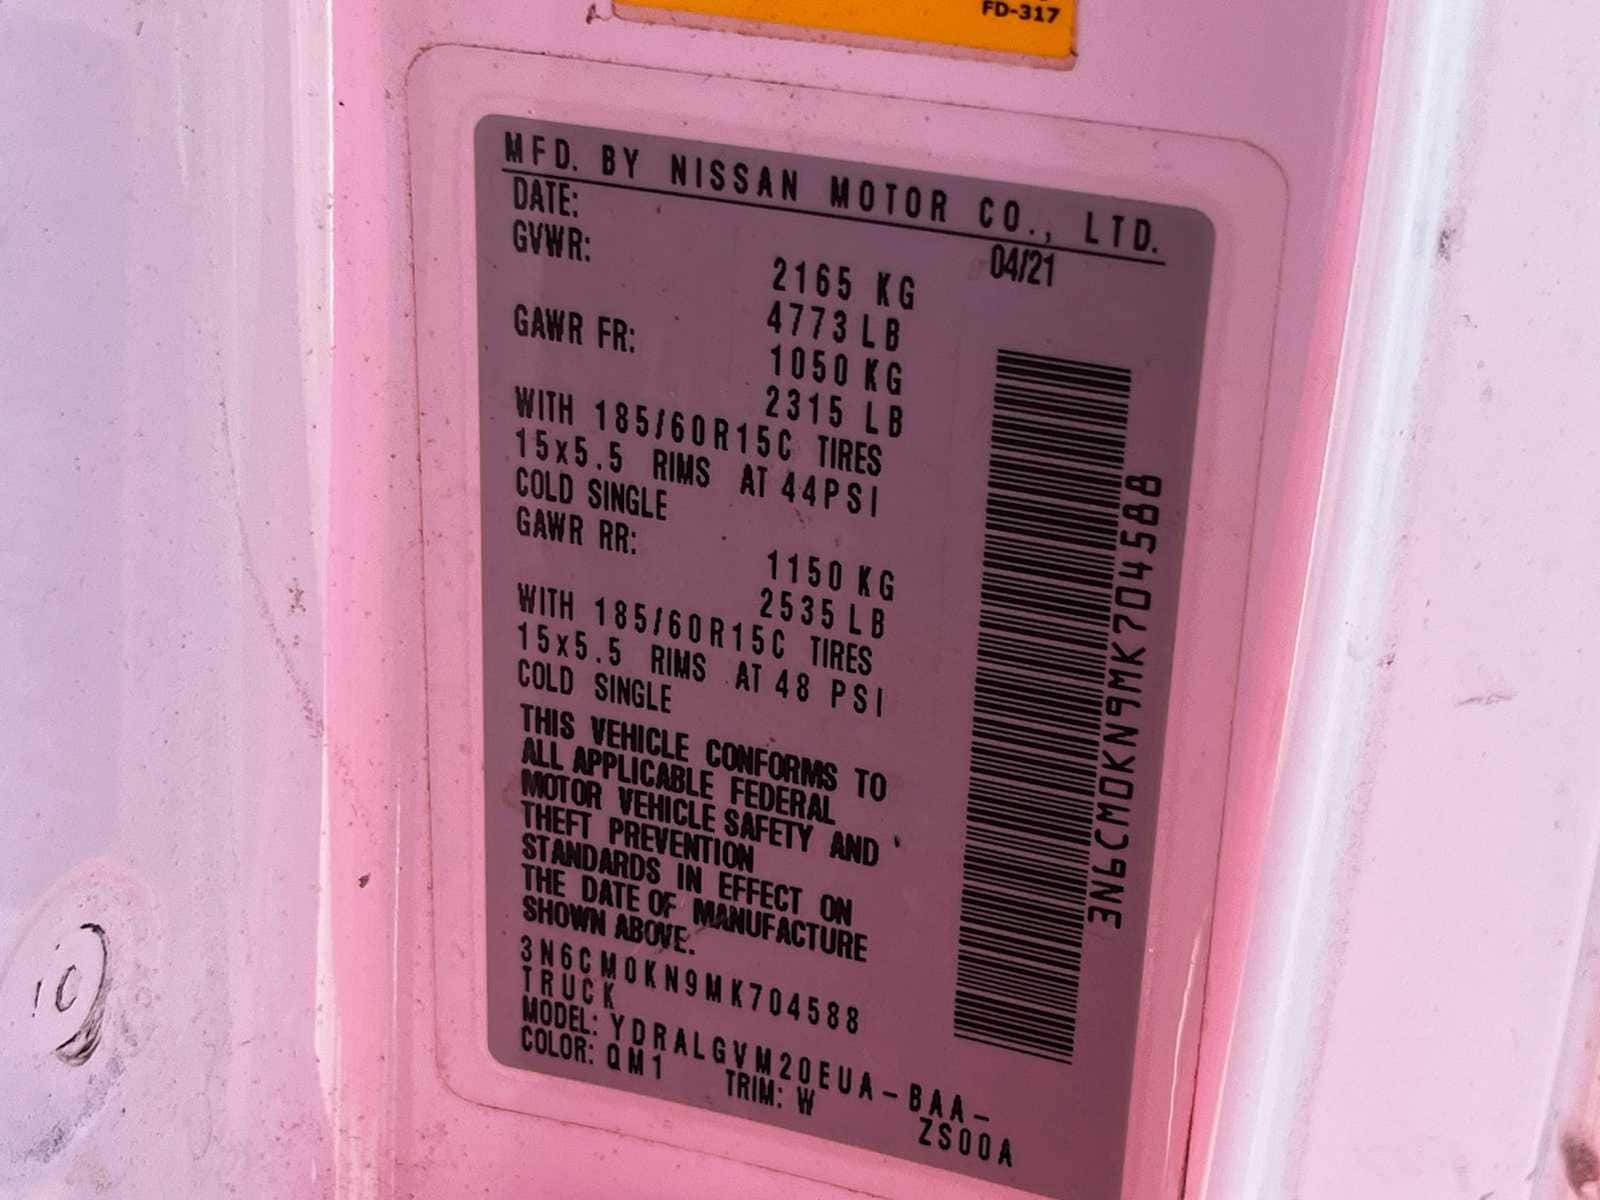 FD-317
MFD. BY NISSAN MOTOR CO., LTD.
DATE: 04/21
GVWR: 2165 KG
4773 LB
GAWR FR: 1050 KG
2315 LB
WITH 185/60R15C TIRES
15x5.5 RIMS AT 44PSI
COLD SINGLE
GAWR RR: 1150 KG
2535 LB
WITH 185/60R15C TIRES
15x5.5 RIMS AT 48 PSI
COLD SINGLE
THIS VEHICLE CONFORMS TO
ALL APPLICABLE FEDERAL
MOTOR VEHICLE SAFETY AND
THEFT PREVENTION
STANDARDS IN EFFECT ON
THE DATE OF MANUFACTURE
SHOWN ABOVE:
3N6CM0KN9MK704588
TRUCK
MODEL: YDRALGVM20EUA-BAA-
ZS00A
COLOR: QM1 TRIM: W
3N6CM0KN9MK704588
10